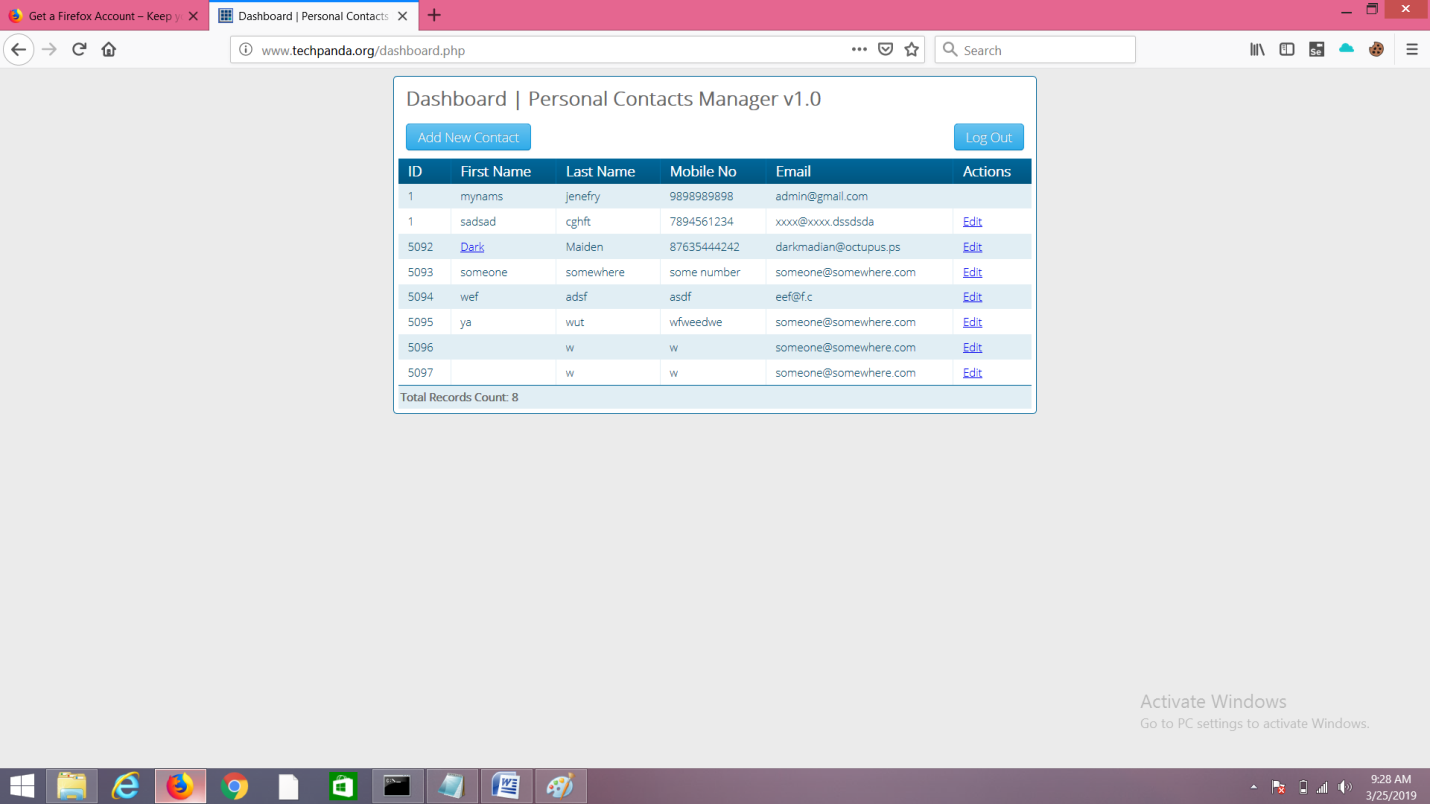 Get a Firefox Account – Keep y
Dashboard | Personal Contacts
www.techpanda.org/dashboard.php
Search
Se
Dashboard | Personal Contacts Manager v1.0
Add New Contact
Log Out
ID First Name Last Name Mobile No Email Actions
1 mynams jenefry 9898989898 admin@gmail.com
1 sadsad cghft 7894561234 xxxx@xxxx.dssdsda Edit
5092 Dark Maiden 87635444242 darkmadian@octupus.ps Edit
5093 someone somewhere some number someone@somewhere.com Edit
5094 wef adsf asdf eef@f.c Edit
5095 ya wut wfweedwe someone@somewhere.com Edit
5096 w w someone@somewhere.com Edit
5097 w w someone@somewhere.com Edit
Total Records Count: 8
Activate Windows
Go to PC settings to activate Windows.
9:28 AM
3/25/2019